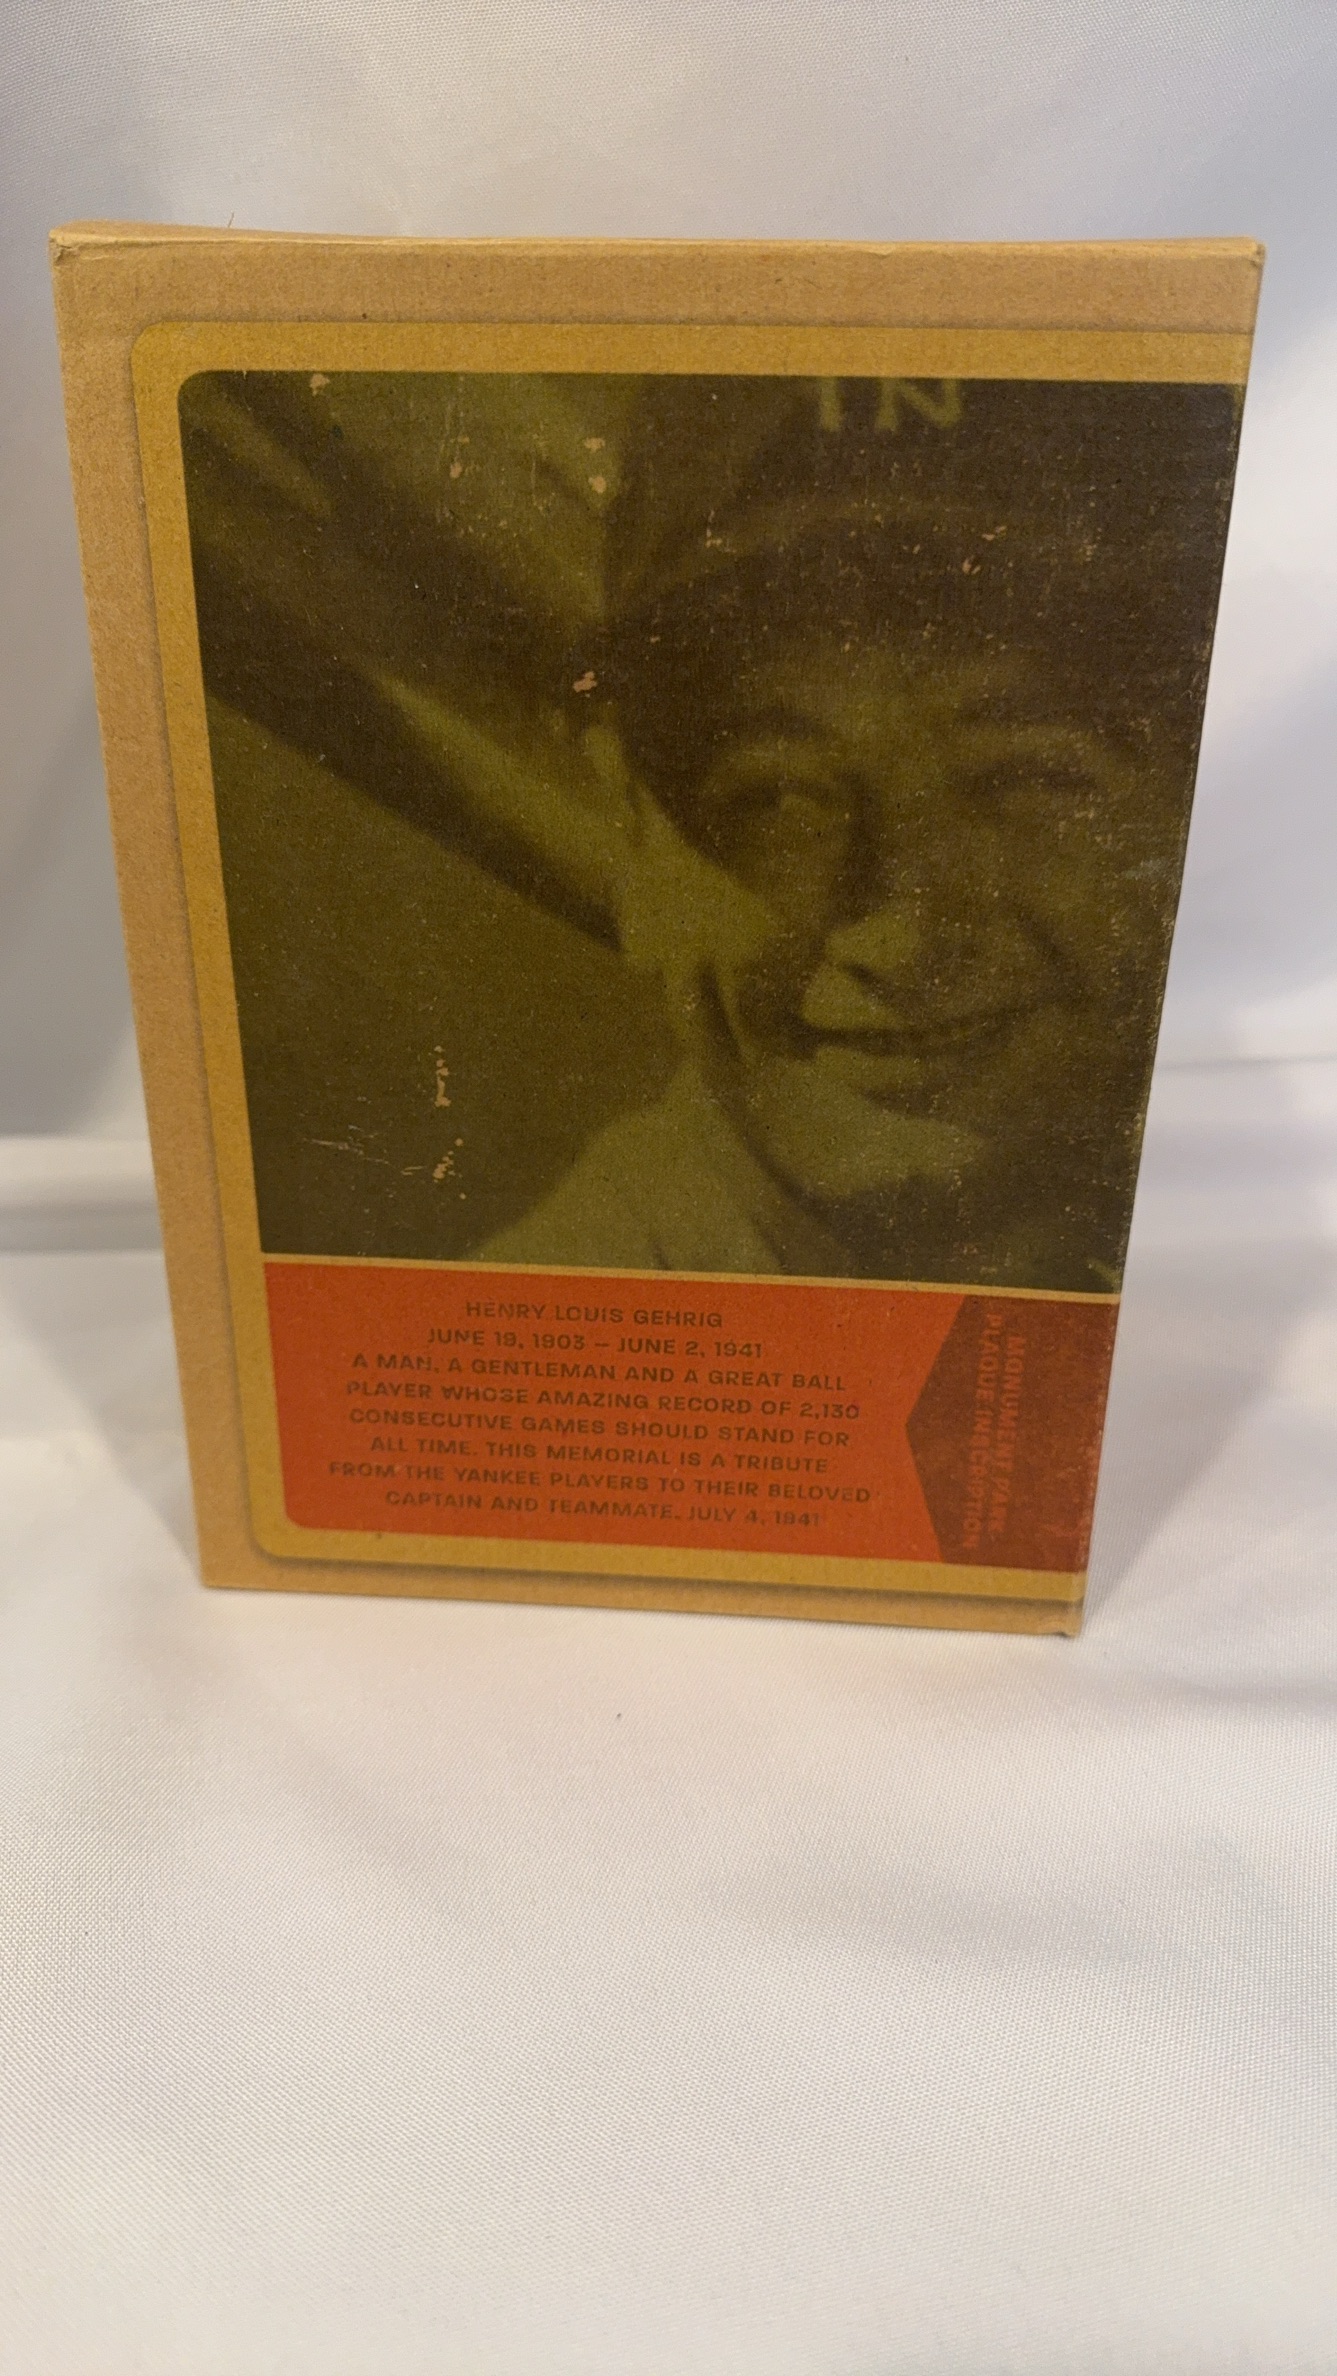 HENRY LOUIS GEHRIG
JUNE 19, 1903 – JUNE 2, 1941
A MAN, A GENTLEMAN AND A GREAT BALL
PLAYER WHOSE AMAZING RECORD OF 2,130
CONSECUTIVE GAMES SHOULD STAND FOR
ALL TIME. THIS MEMORIAL IS A TRIBUTE
FROM THE YANKEE PLAYERS TO THEIR BELOVED
CAPTAIN AND TEAMMATE. JULY 4, 1941
MONUMENT PARK
PLAQUE INSCRIPTION